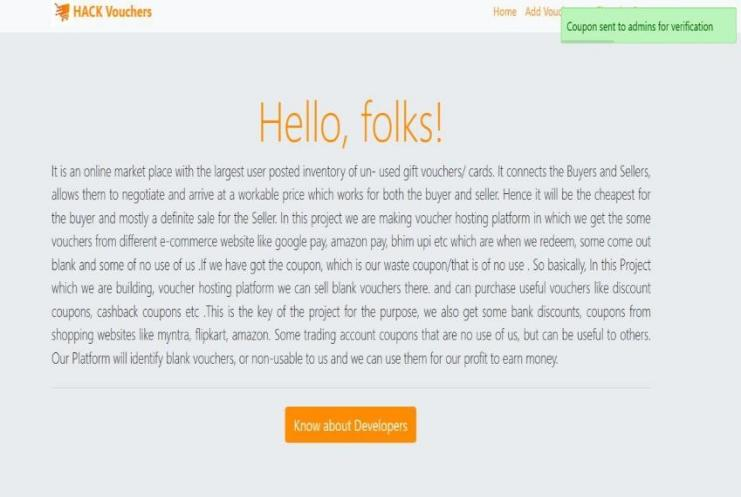 HACK Vouchers
Home Add
Coupon sent to admins for verification
Hello, folks!
It is an online market place with the largest user posted inventory of un- used gift vouchers/ cards. It connects the Buyers and Sellers,
allows them to negotiate and arrive at a workable price which works for both the buyer and seller. Hence it will be the cheapest for
the buyer and mostly a definite sale for the Seller. In this project we are making voucher hosting platform in which we get the some
vouchers from different e-commerce website like google pay, amazon pay, bhim upi etc which are when we redeem, some come out
blank and some of no use of us .If we have got the coupon, which is our waste coupon/that is of no use . So basically, In this Project
which we are building, voucher hosting platform we can sell blank vouchers there. and can purchase useful vouchers like discount
coupons, cashback coupons etc .This is the key of the project for the purpose, we also get some bank discounts, coupons from
shopping websites like myntra, flipkart, amazon. Some trading account coupons that are no use of us, but can be useful to others.
Our Platform will identify blank vouchers, or non-usable to us and we can use them for our profit to earn money.
Know about Developers